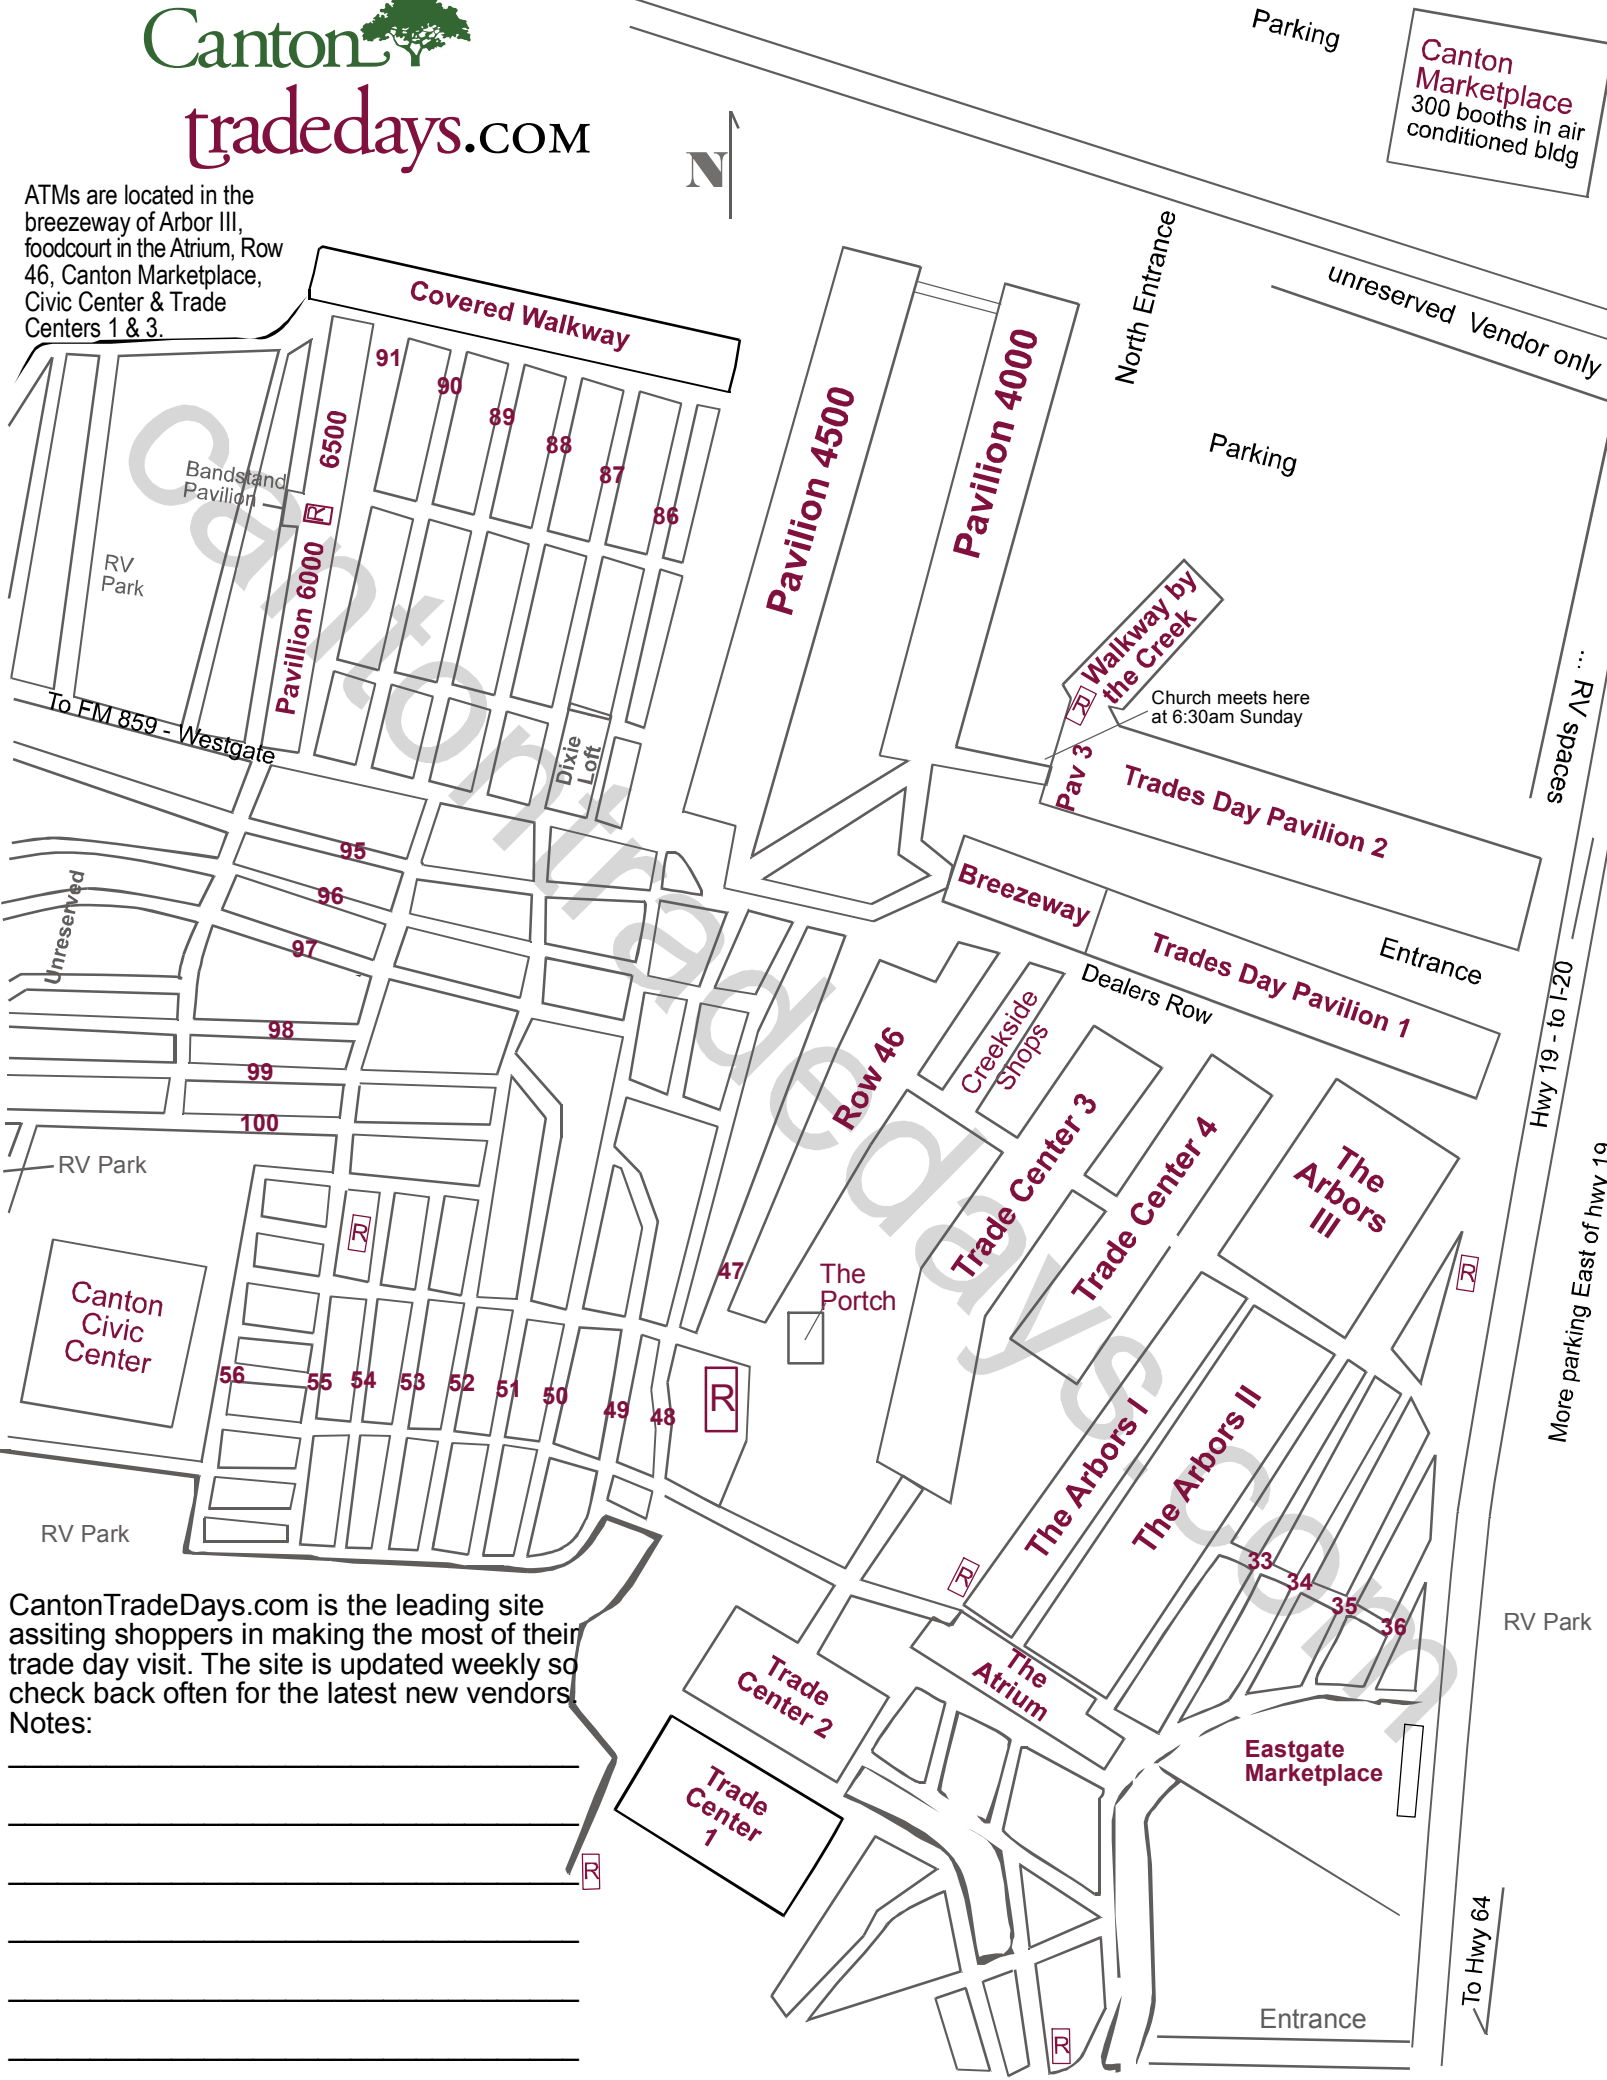 Canton
tradedays.com
ATMs are located in the
breezeway of Arbor III,
foodcourt in the Atrium, Row
46, Canton Marketplace,
Civic Center & Trade
Centers 1 & 3.
N
Parking
Canton
Marketplace
300 booths in air
conditioned bldg
North Entrance
unreserved Vendor only
Parking
Covered Walkway
91
90
89
88
87
86
6500
Bandstand
Pavilion
R
Pavillion 6000
RV
Park
To FM 859 - Westgate
Dixie
Loft
Pavilion 4500
Pavilion 4000
Walkway by
the Creek
R
Church meets here
at 6:30am Sunday
Pav 3
Trades Day Pavilion 2
... RV spaces
Breezeway
Trades Day Pavilion 1
Entrance
Dealers Row
Hwy 19 - to I-20
95
96
97
Unreserved
98
99
100
RV Park
Row 46
Creekside
Shops
Trade Center 3
Trade Center 4
The
Arbors
III
R
More parking East of hwy 19
R
Canton
Civic
Center
47
The
Portch
56
55
54
53
52
51
50
49
48
R
The Arbors I
The Arbors II
RV Park
R
33
34
35
36
RV Park
CantonTradeDays.com is the leading site
assiting shoppers in making the most of their
trade day visit. The site is updated weekly so
check back often for the latest new vendors.
Notes:
Trade
Center 2
The
Atrium
Trade
Center
1
Eastgate
Marketplace
R
To Hwy 64
Entrance
R
cantontradedays.com